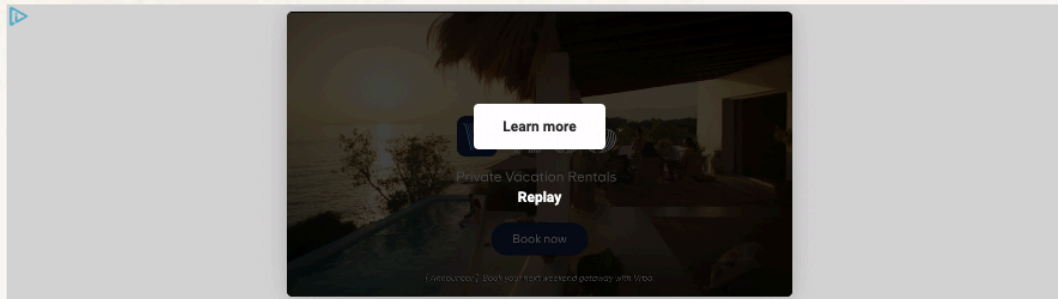 Learn more
Private Vacation Rentals
Replay
Book now
[Announcer]: Book your next weekend getaway with Vrbo.